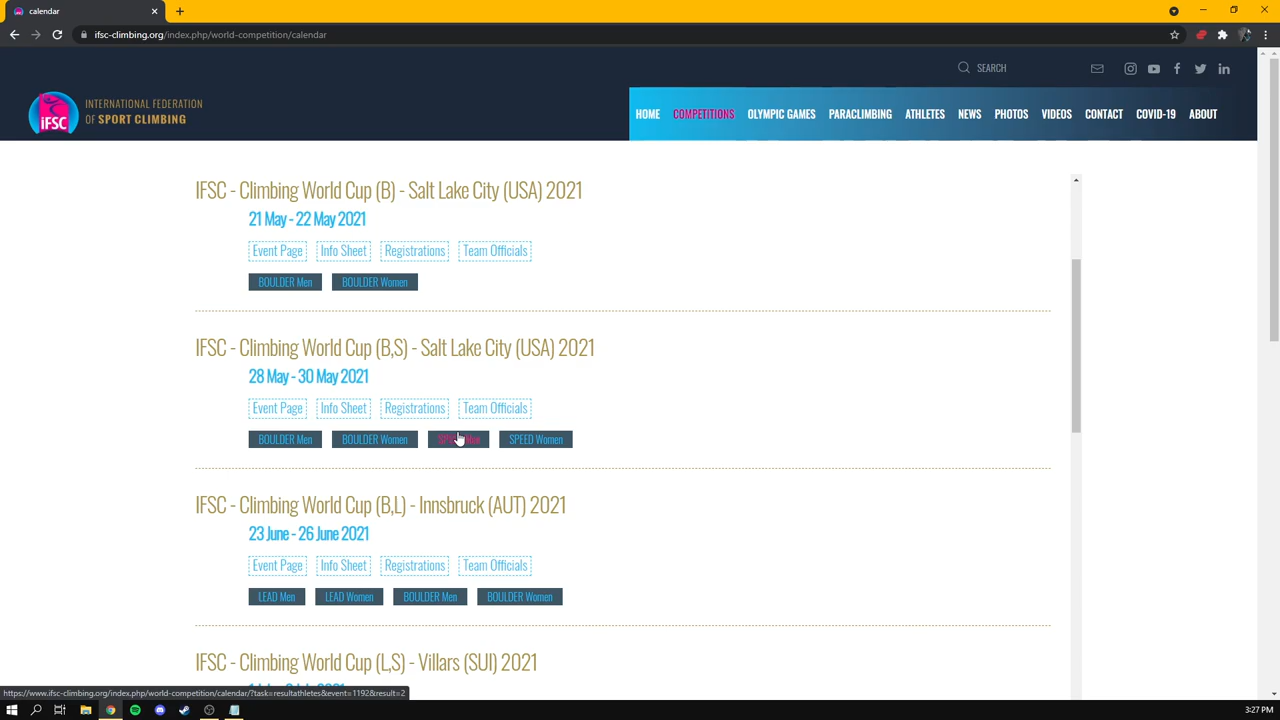 calendar
ifsc-climbing.org/index.php/world-competition/calendar
SEARCH
IFSC
INTERNATIONAL FEDERATION
OF SPORT CLIMBING
HOME COMPETITIONS OLYMPIC GAMES PARACLIMBING ATHLETES NEWS PHOTOS VIDEOS CONTACT COVID-19 ABOUT
IFSC - Climbing World Cup (B) - Salt Lake City (USA) 2021
21 May - 22 May 2021
Event Page Info Sheet Registrations Team Officials
BOULDER Men BOULDER Women
IFSC - Climbing World Cup (B,S) - Salt Lake City (USA) 2021
28 May - 30 May 2021
Event Page Info Sheet Registrations Team Officials
BOULDER Men BOULDER Women SPEED Women
IFSC - Climbing World Cup (B,L) - Innsbruck (AUT) 2021
23 June - 26 June 2021
Event Page Info Sheet Registrations Team Officials
LEAD Men LEAD Women BOULDER Men BOULDER Women
IFSC - Climbing World Cup (L,S) - Villars (SUI) 2021
https://www.ifsc-climbing.org/index.php/world-competition/calendar/?task=resultathletes&event=1192&result=2
3:27 PM